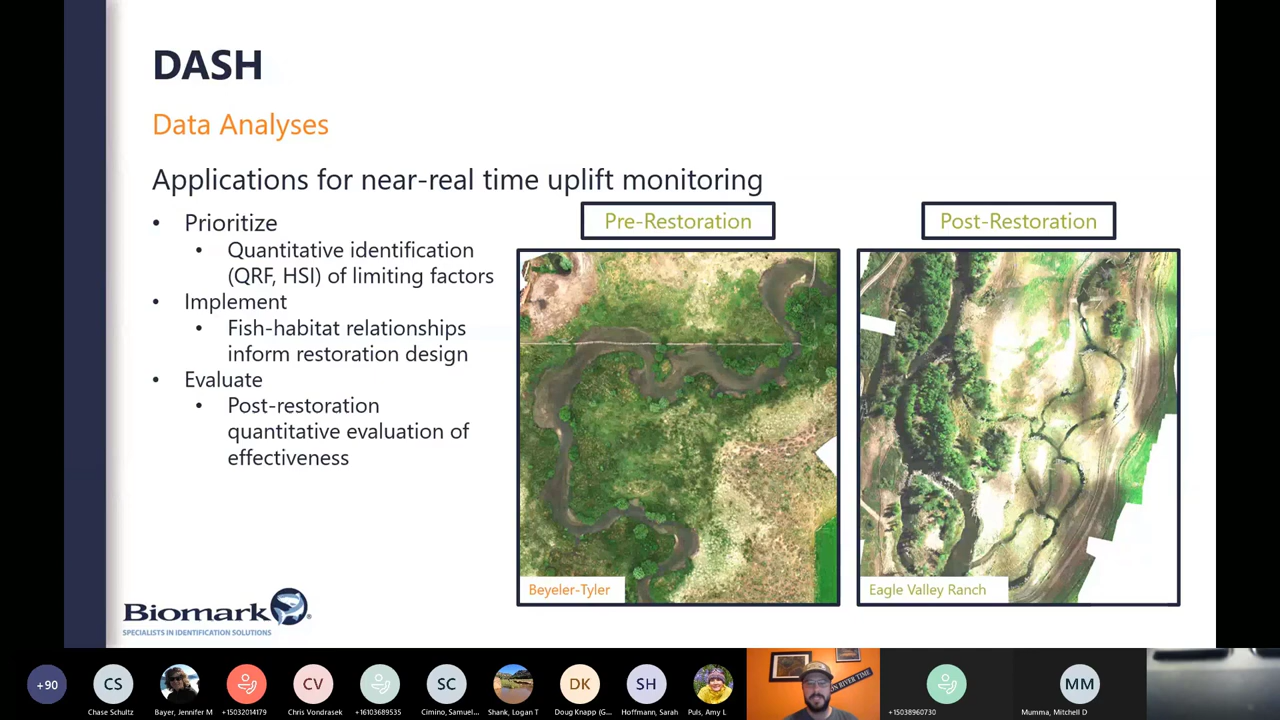 DASH
Data Analyses
Applications for near-real time uplift monitoring
• Prioritize
• Quantitative identification
(QRF, HSI) of limiting factors
• Implement
• Fish-habitat relationships
inform restoration design
• Evaluate
• Post-restoration
quantitative evaluation of
effectiveness
Pre-Restoration
Post-Restoration
Beyeler-Tyler
Eagle Valley Ranch
Biomark®
SPECIALISTS IN IDENTIFICATION SOLUTIONS
+90
CS
CV
SC
DK
SH
MM
RIVER TIME
Chase Schultz
Bayer, Jennifer M
+15032014179
Chris Vondrasek
+16103689535
Cimino, Samuel...
Shank, Logan T
Doug Knapp (G...
Hoffmann, Sarah
Puls, Amy L
+15038960730
Mumma, Mitchell D